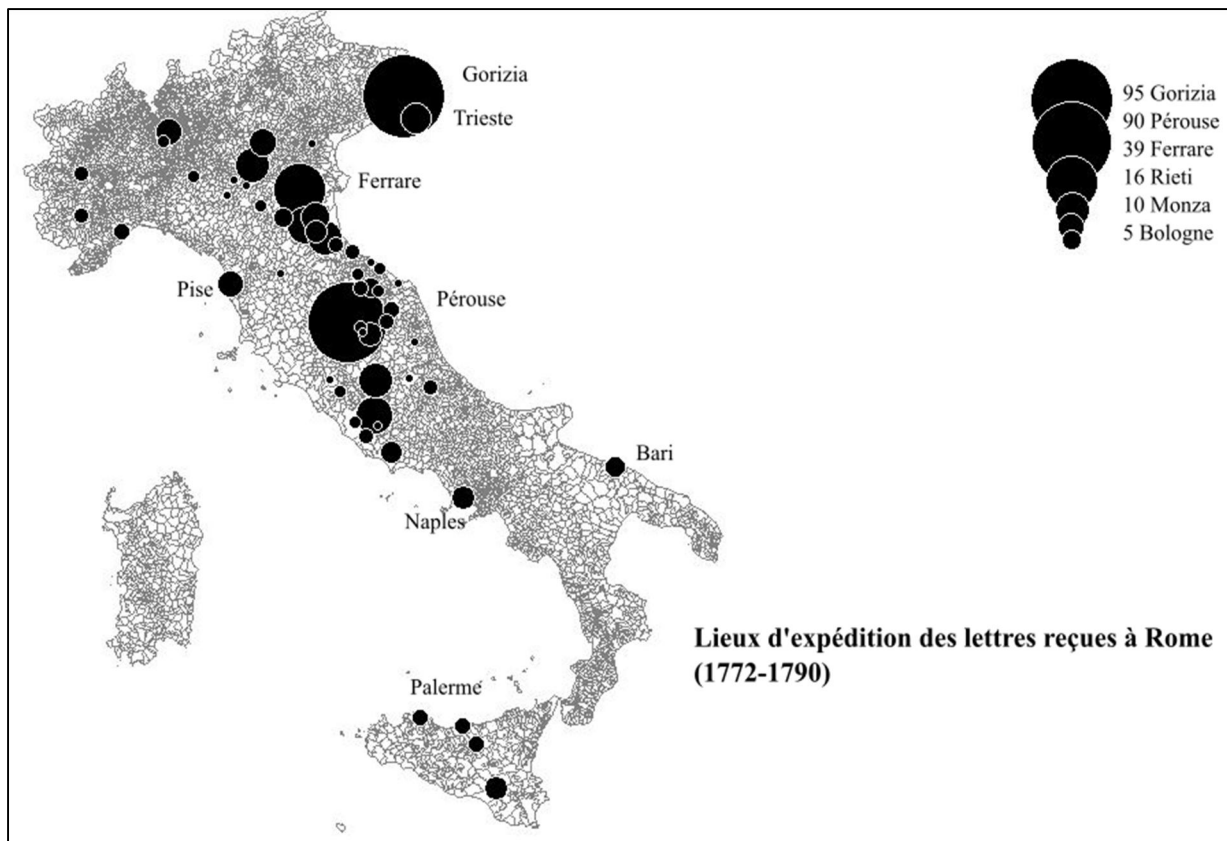 Gorizia
Trieste
Ferrare
Pise
Pérouse
Bari
Naples
Palerme
95 Gorizia
90 Pérouse
39 Ferrare
16 Rieti
10 Monza
5 Bologne
Lieux d'expédition des lettres reçues à Rome
(1772-1790)